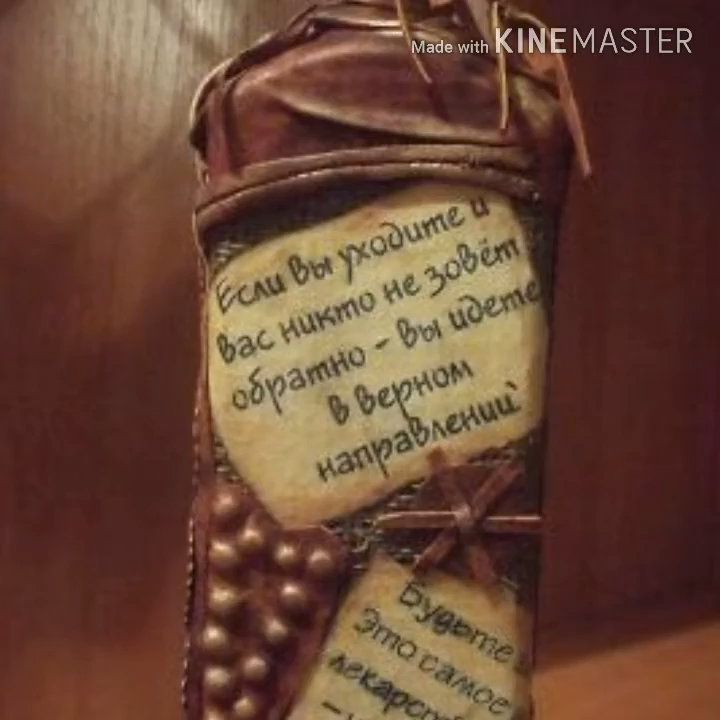 Made with KINEMASTER
Если вы уходите и
вас никто не зовёт
обратно - вы идете
в верном
направлении
Будьте
Это самое